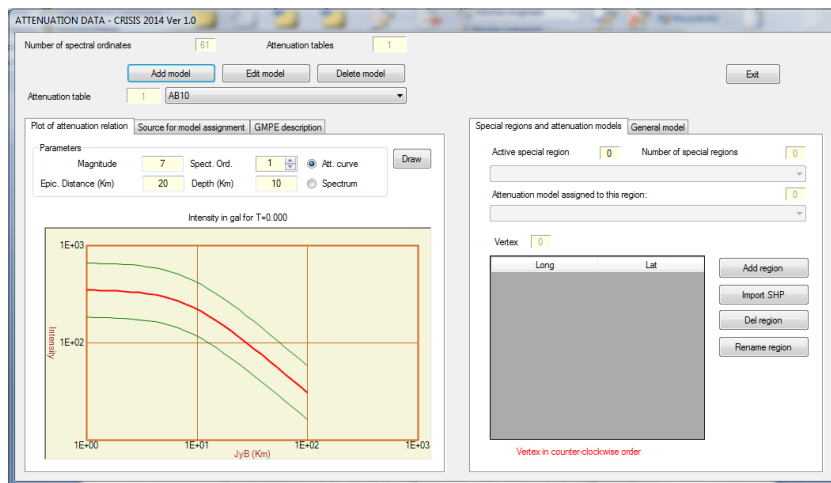 ATTENUATION DATA - CRISIS 2014 Ver 1.0
Number of spectral ordinates 61 Attenuation tables 1
Add model Edit model Delete model Exit
Attenuation table 1 AB10
Plot of attenuation relation Source for model assignment GMPE description
Parameters
Magnitude 7 Spect. Ord. 1 Att. curve Draw
Epic. Distance (Km) 20 Depth (Km) 10 Spectrum
Intensity in gal for T=0.000
1E+03
1E+02
Intensity
1E+00 1E+01 1E+02 1E+03
JyB (Km)
Special regions and attenuation models General model
Active special region 0 Number of special regions 0
Attenuation model assigned to this region: 0
Vertex 0
Long Lat
Add region
Import SHP
Del region
Rename region
Vertex in counter-clockwise order